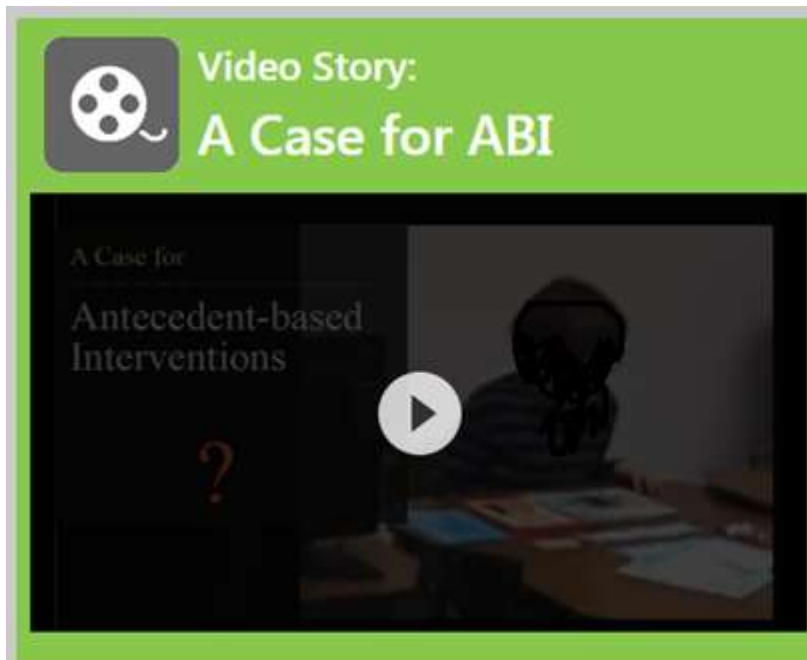 Video Story:
A Case for ABI
A Case for
Antecedent-based
Interventions
?